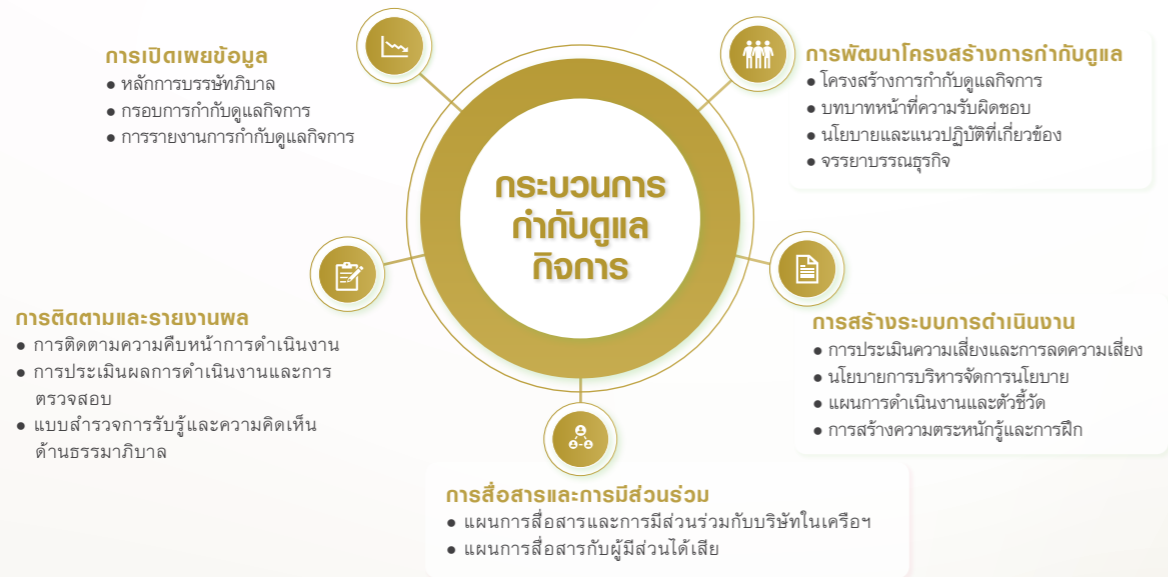 กระบวนการ
กำกับดูแล
กิจการ
การเปิดเผยข้อมูล
● หลักการบรรษัทภิบาล
● กรอบการกำกับดูแลกิจการ
● การรายงานการกำกับดูแลกิจการ
การพัฒนาโครงสร้างการกำกับดูแล
● โครงสร้างการกำกับดูแลกิจการ
● บทบาทหน้าที่ความรับผิดชอบ
● นโยบายและแนวปฏิบัติที่เกี่ยวข้อง
● จรรยาบรรณธุรกิจ
การสร้างระบบการดำเนินงาน
● การประเมินความเสี่ยงและการลดความเสี่ยง
● นโยบายการบริหารจัดการนโยบาย
● แผนการดำเนินงานและตัวชี้วัด
● การสร้างความตระหนักรู้และการฝึก
การสื่อสารและการมีส่วนร่วม
● แผนการสื่อสารและการมีส่วนร่วมกับบริษัทในเครือฯ
● แผนการสื่อสารกับผู้มีส่วนได้เสีย
การติดตามและรายงานผล
● การติดตามความคืบหน้าการดำเนินงาน
● การประเมินผลการดำเนินงานและการ
ตรวจสอบ
● แบบสำรวจการรับรู้และความคิดเห็น
ด้านธรรมาภิบาล